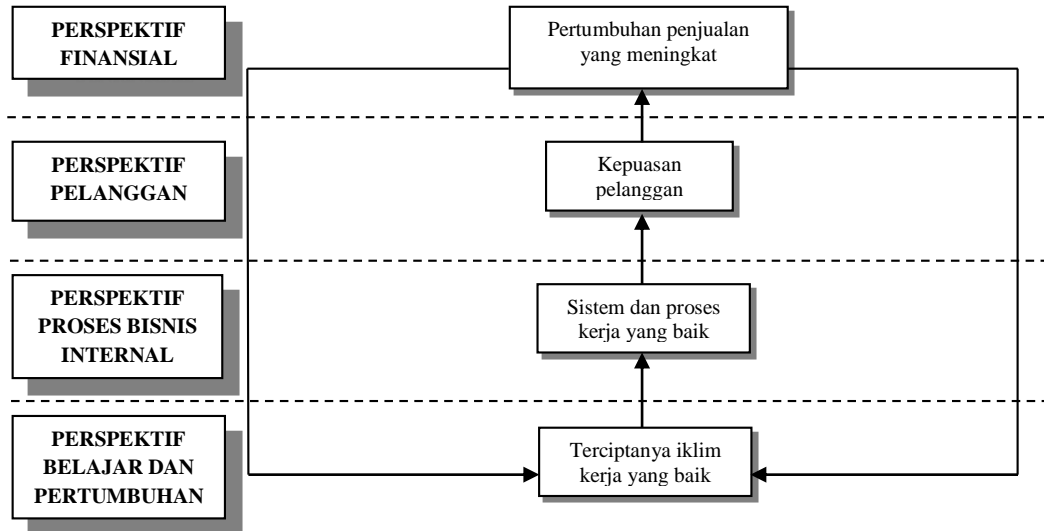 PERSPEKTIF
FINANSIAL
Pertumbuhan penjualan
yang meningkat
PERSPEKTIF
PELANGGAN
Kepuasan
pelanggan
PERSPEKTIF
PROSES BISNIS
INTERNAL
Sistem dan proses
kerja yang baik
PERSPEKTIF
BELAJAR DAN
PERTUMBUHAN
Terciptanya iklim
kerja yang baik